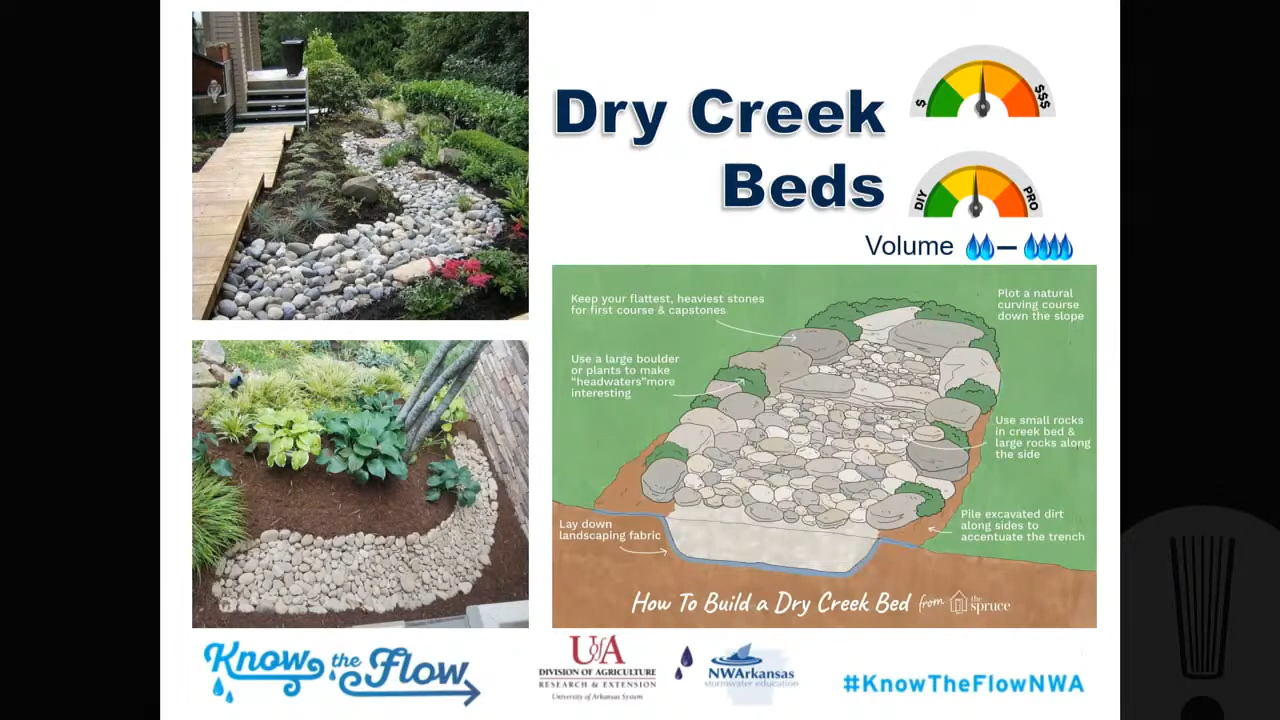 Dry Creek
Beds
$
$$$
DIY
PRO
Volume
Keep your flattest, heaviest stones
for first course & capstones
Plot a natural
curving course
down the slope
Use a large boulder
or plants to make
"headwaters"more
interesting
Use small rocks
in creek bed &
large rocks along
the side
Lay down
landscaping fabric
Pile excavated dirt
along sides to
accentuate the trench
How To Build a Dry Creek Bed from the spruce
Know the Flow
UofA
DIVISION OF AGRICULTURE
RESEARCH & EXTENSION
University of Arkansas System
NWArkansas
stormwater education
#KnowTheFlowNWA